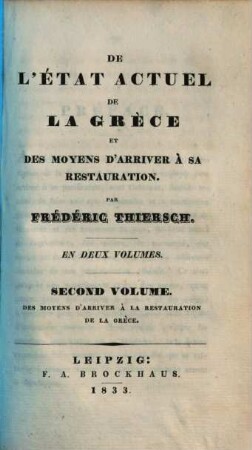 DE
L'ÉTAT ACTUEL
DE
LA GRÈCE
ET
DES MOYENS D'ARRIVER À SA
RESTAURATION.
PAR
FRÉDÉRIC THIERSCH.
EN DEUX VOLUMES.
SECOND VOLUME.
DES MOYENS D'ARRIVER À LA RESTAURATION
DE LA GRÈCE.
LEIPZIG:
F. A. BROCKHAUS.
1833.